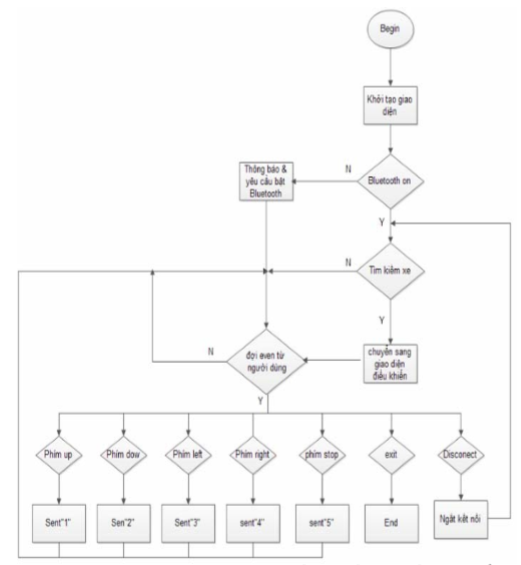 Begin
Khởi tạo giao
diện
Bluetooth on
N
Thông báo &
yêu cầu bật
Bluetooth
Y
Tìm kiếm xe
N
Y
chuyển sang
giao diện
điều khiển
đợi even từ
người dùng
N
Y
Phím up
Phím dow
Phím left
Phím right
phím stop
exit
Disconect
Sent"1"
Sen"2"
Sent"3"
sent"4"
sent"5"
End
Ngắt kết nối